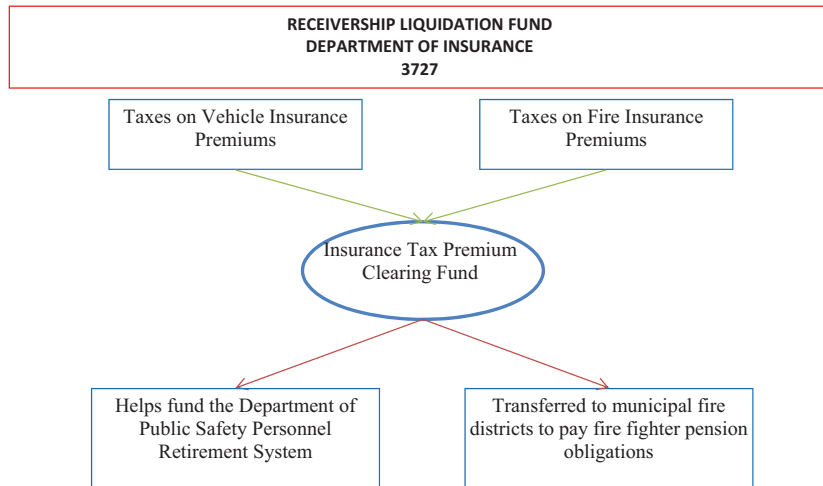 RECEIVERSHIP LIQUIDATION FUND
DEPARTMENT OF INSURANCE
3727
Taxes on Vehicle Insurance
Premiums
Taxes on Fire Insurance
Premiums
Insurance Tax Premium
Clearing Fund
Helps fund the Department of
Public Safety Personnel
Retirement System
Transferred to municipal fire
districts to pay fire fighter pension
obligations